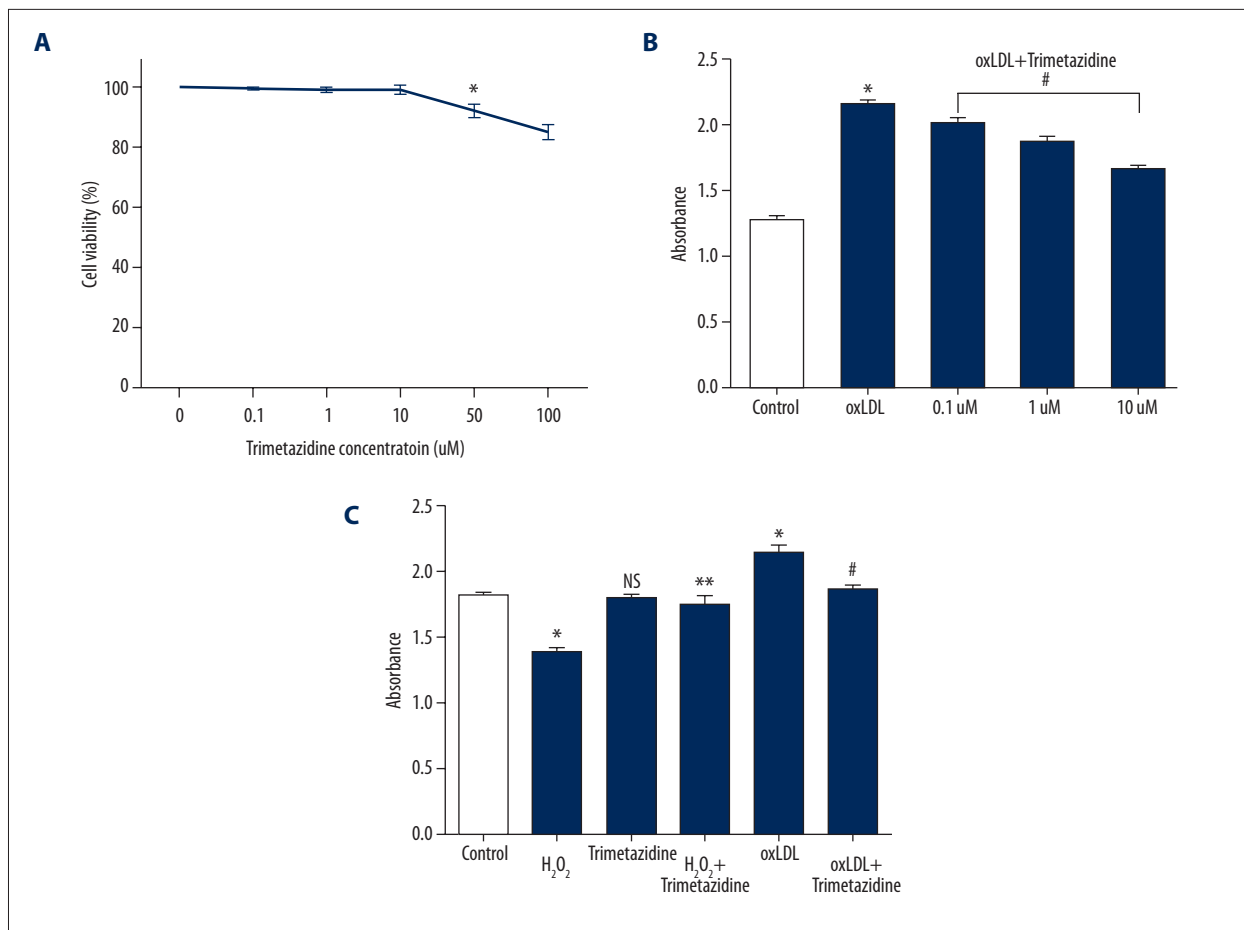 A
100
80
60
40
20
0
Cell viability (%)
*
0 0.1 1 10 50 100
Trimetazidine concentratoin (uM)
B
2.5
2.0
1.5
1.0
0.5
0.0
Absorbance
oxLDL+Trimetazidine
#
*
Control oxLDL 0.1 uM 1 uM 10 uM
C
2.5
2.0
1.5
1.0
0.5
0.0
Absorbance
* NS ** * #
Control H₂O₂ Trimetazidine H₂O₂+ oxLDL oxLDL+
Trimetazidine Trimetazidine